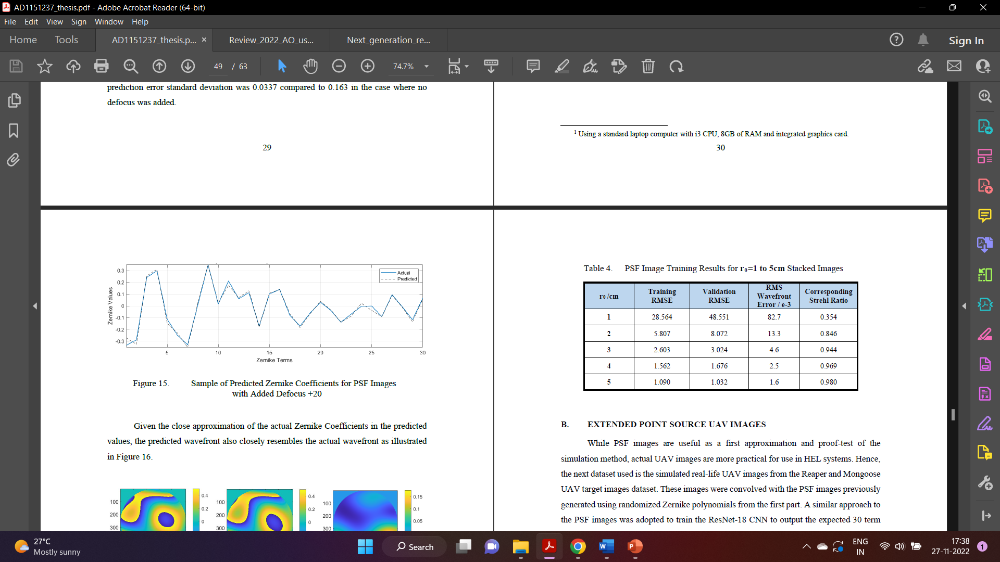 AD1151237_thesis.pdf - Adobe Acrobat Reader (64-bit)
File Edit View Sign Window Help
Home Tools AD1151237_thesis.p... × Review_2022_AO_us... Next_generation_re... Sign In
49 / 63 74.7%
prediction error standard deviation was 0.0337 compared to 0.163 in the case where no
defocus was added.
29
1 Using a standard laptop computer with i3 CPU, 8GB of RAM and integrated graphics card.
30
Zernike Values
0.3
0.2
0.1
0
-0.1
-0.2
-0.3
Actual
Predicted
5 10 15 20 25 30
Zernike Terms
Figure 15. Sample of Predicted Zernike Coefficients for PSF Images
with Added Defocus +20
Given the close approximation of the actual Zernike Coefficients in the predicted
values, the predicted wavefront also closely resembles the actual wavefront as illustrated
in Figure 16.
100
200
300
0.4
0.2
0
100
200
300
0.4
0.2
0
100
200
300
0.15
0.1
0.05
Table 4. PSF Image Training Results for r0=1 to 5cm Stacked Images
r0 /cm Training RMSE Validation RMSE RMS Wavefront Error / e-3 Corresponding Strehl Ratio
1 28.564 48.551 82.7 0.354
2 5.807 8.072 13.3 0.846
3 2.603 3.024 4.6 0.944
4 1.562 1.676 2.5 0.969
5 1.090 1.032 1.6 0.980
B. EXTENDED POINT SOURCE UAV IMAGES
While PSF images are useful as a first approximation and proof-test of the
simulation method, actual UAV images are more practical for use in HEL systems. Hence,
the next dataset used is the simulated real-life UAV images from the Reaper and Mongoose
UAV target images dataset. These images were convolved with the PSF images previously
generated using randomized Zernike polynomials from the first part. A similar approach to
the PSF images was adopted to train the ResNet-18 CNN to output the expected 30 term
27°C
Mostly sunny
Search
ENG
IN
17:38
27-11-2022
1